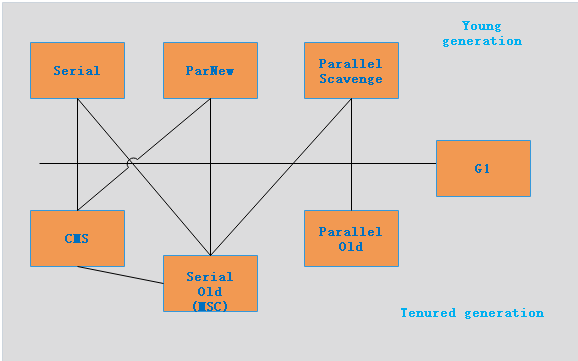 Young
generation
Serial
ParNew
Parallel
Scavenge
G1
CMS
Parallel
Old
Serial
Old
(MSC)
Tenured generation